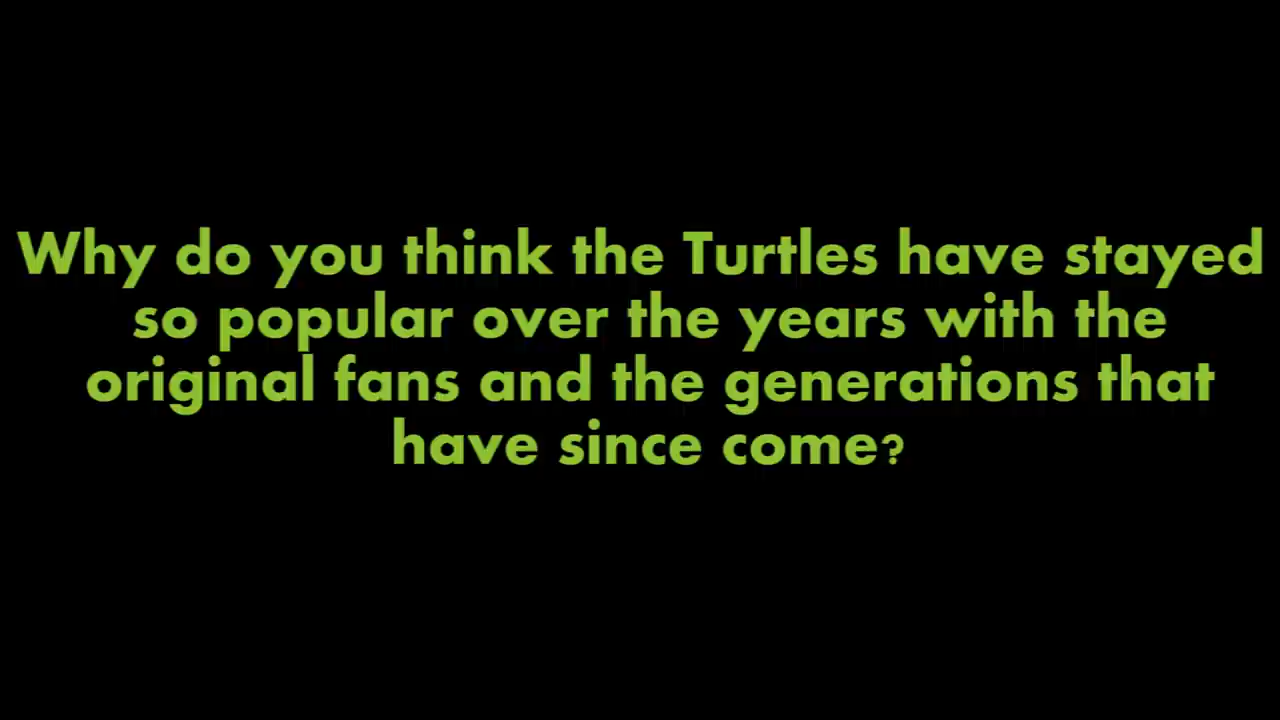 Why do you think the Turtles have stayed
so popular over the years with the
original fans and the generations that
have since come?